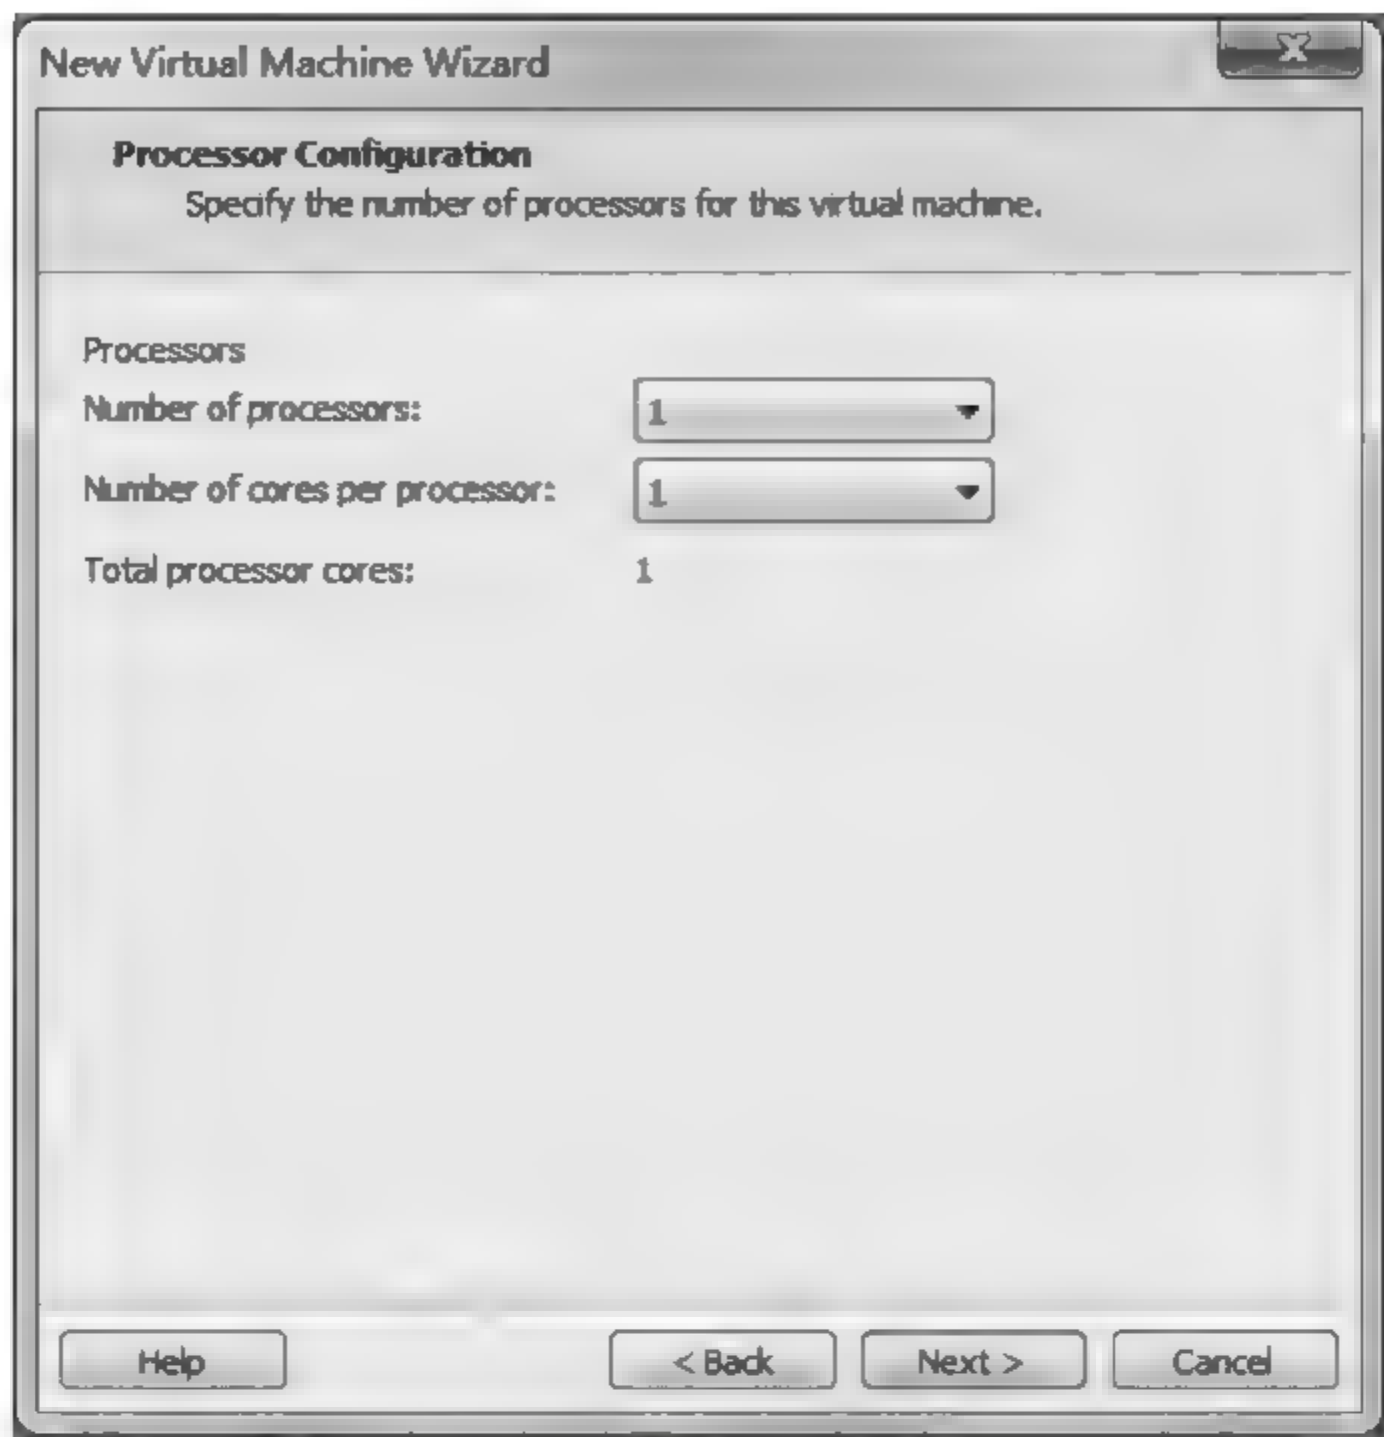 New Virtual Machine Wizard
X
Processor Configuration
Specify the number of processors for this virtual machine.
Processors
Number of processors: 1
Number of cores per processor: 1
Total processor cores: 1
Help < Back Next > Cancel